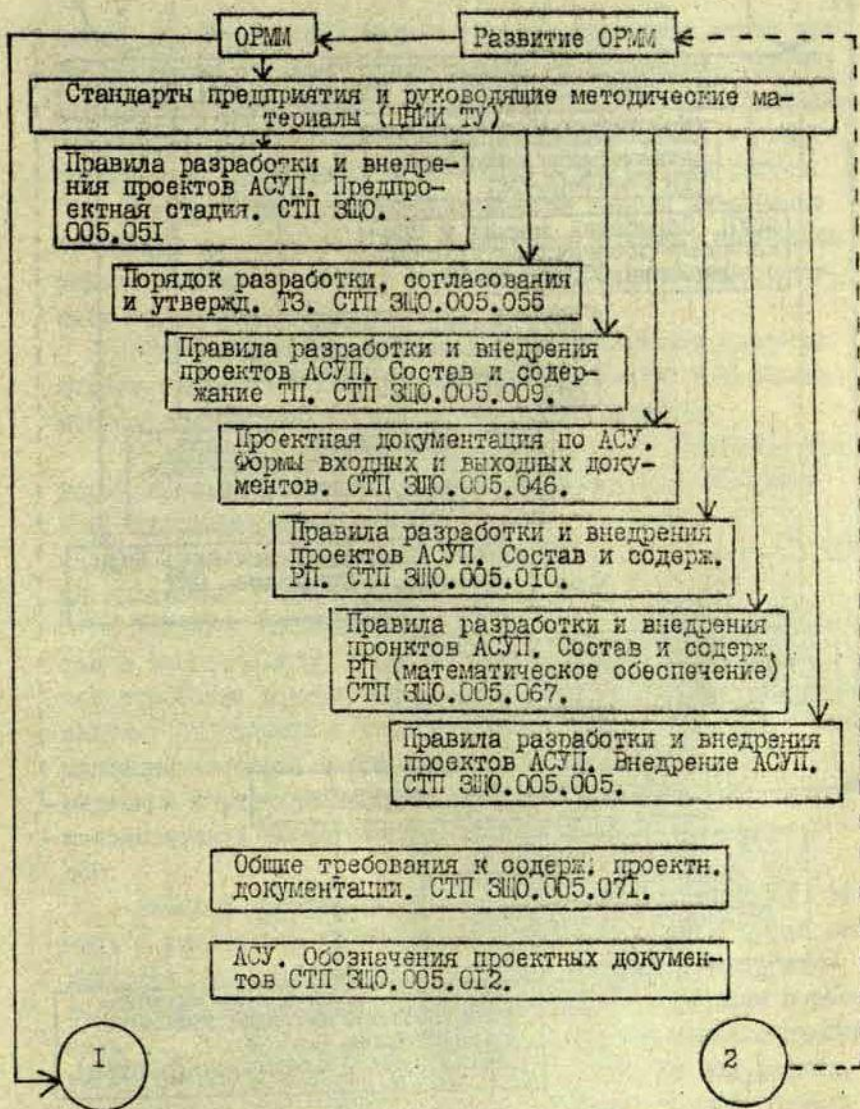 ОРММ
Развитие ОРММ
Стандарты предприятия и руководящие методические ма-
териалы (ЦНИИ ТУ)
Правила разработки и внедре-
ния проектов АСУП. Предпро-
ектная стадия. СТП ЗЩО.
005.051
Порядок разработки, согласования
и утвержд. ТЗ. СТП ЗЩО.005.055
Правила разработки и внедрения
проектов АСУП. Состав и содер-
жание ТП. СТП ЗЩО.005.009.
Проектная документация по АСУ.
Формы входных и выходных доку-
ментов. СТП ЗЩО.005.046.
Правила разработки и внедрения
проектов АСУП. Состав и содерж.
РП. СТП ЗЩО.005.010.
Правила разработки и внедрения
пронктов АСУП. Состав и содерж.
РП (математическое обеспечение)
СТП ЗЩО.005.067.
Правила разработки и внедрения
проектов АСУП. Внедрение АСУП.
СТП ЗЩО.005.005.
Общие требования к содерж. проектн.
документации. СТП ЗЩО.005.071.
АСУ. Обозначения проектных докумен-
тов СТП ЗЩО.005.012.
I
2